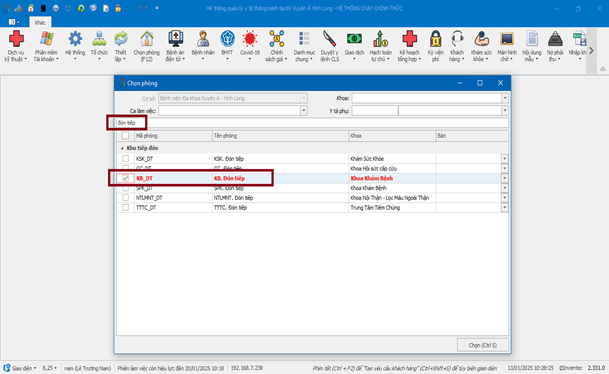 Hệ thống quản lý y tế thông minh tại BV Xuyên Á Vĩnh Long - HỆ THỐNG CHẠY CHÍNH THỨC
Khác
Dịch vụ kỹ thuật
Phần mềm Tài khoản
Hệ thống
Tổ chức
Thiết lập
Chọn phòng (F12)
Bệnh án điện tử
Bệnh nhân
BHYT
Covid-19
Chính sách giá
Danh mục chung
Duyệt lệnh CLS
Giao dịch
Hạch toán tự chủ
Kế hoạch tổng hợp
Ký viện phí
Khách hàng
Khám sức khỏe
Màn hình chờ
Nội dung mẫu
Nợ phải thu
Nhập kh
Chọn phòng
Cơ sở: Bệnh viện Đa khoa Xuyên Á - Vĩnh Long
Khoa:
Ca làm việc:
Y tá phụ:
đón tiếp
Mã phòng Tên phòng Khoa Bàn
Khu tiếp đón
KSK_DT KSK. Đón tiếp Khám Sức Khỏe
CC_DT CC. Đón tiếp Khoa Hồi sức cấp cứu
KB_DT KB. Đón tiếp Khoa Khám Bệnh
SPK_DT SPK. Đón tiếp Khoa Khám Bệnh
NTLMNT_DT NTLMNT. Đón tiếp Khoa Nội Thận - Lọc Máu Ngoài Thận
TTTC_DT TTTC. Đón tiếp Trung Tâm Tiêm Chủng
Chọn (Ctrl S)
Giao diện 8,25 nam (Lê Trường Nam) Phiên làm việc còn hiệu lực đến 20/01/2025 10:18 192.168.7.238 Phím tắt (Ctrl + F2) để "Tạo yêu cầu khách hàng" (Ctrl+Shift+S) để tùy biến giao diện 13/01/2025 10:28:25 ©Inventec 2.331.0